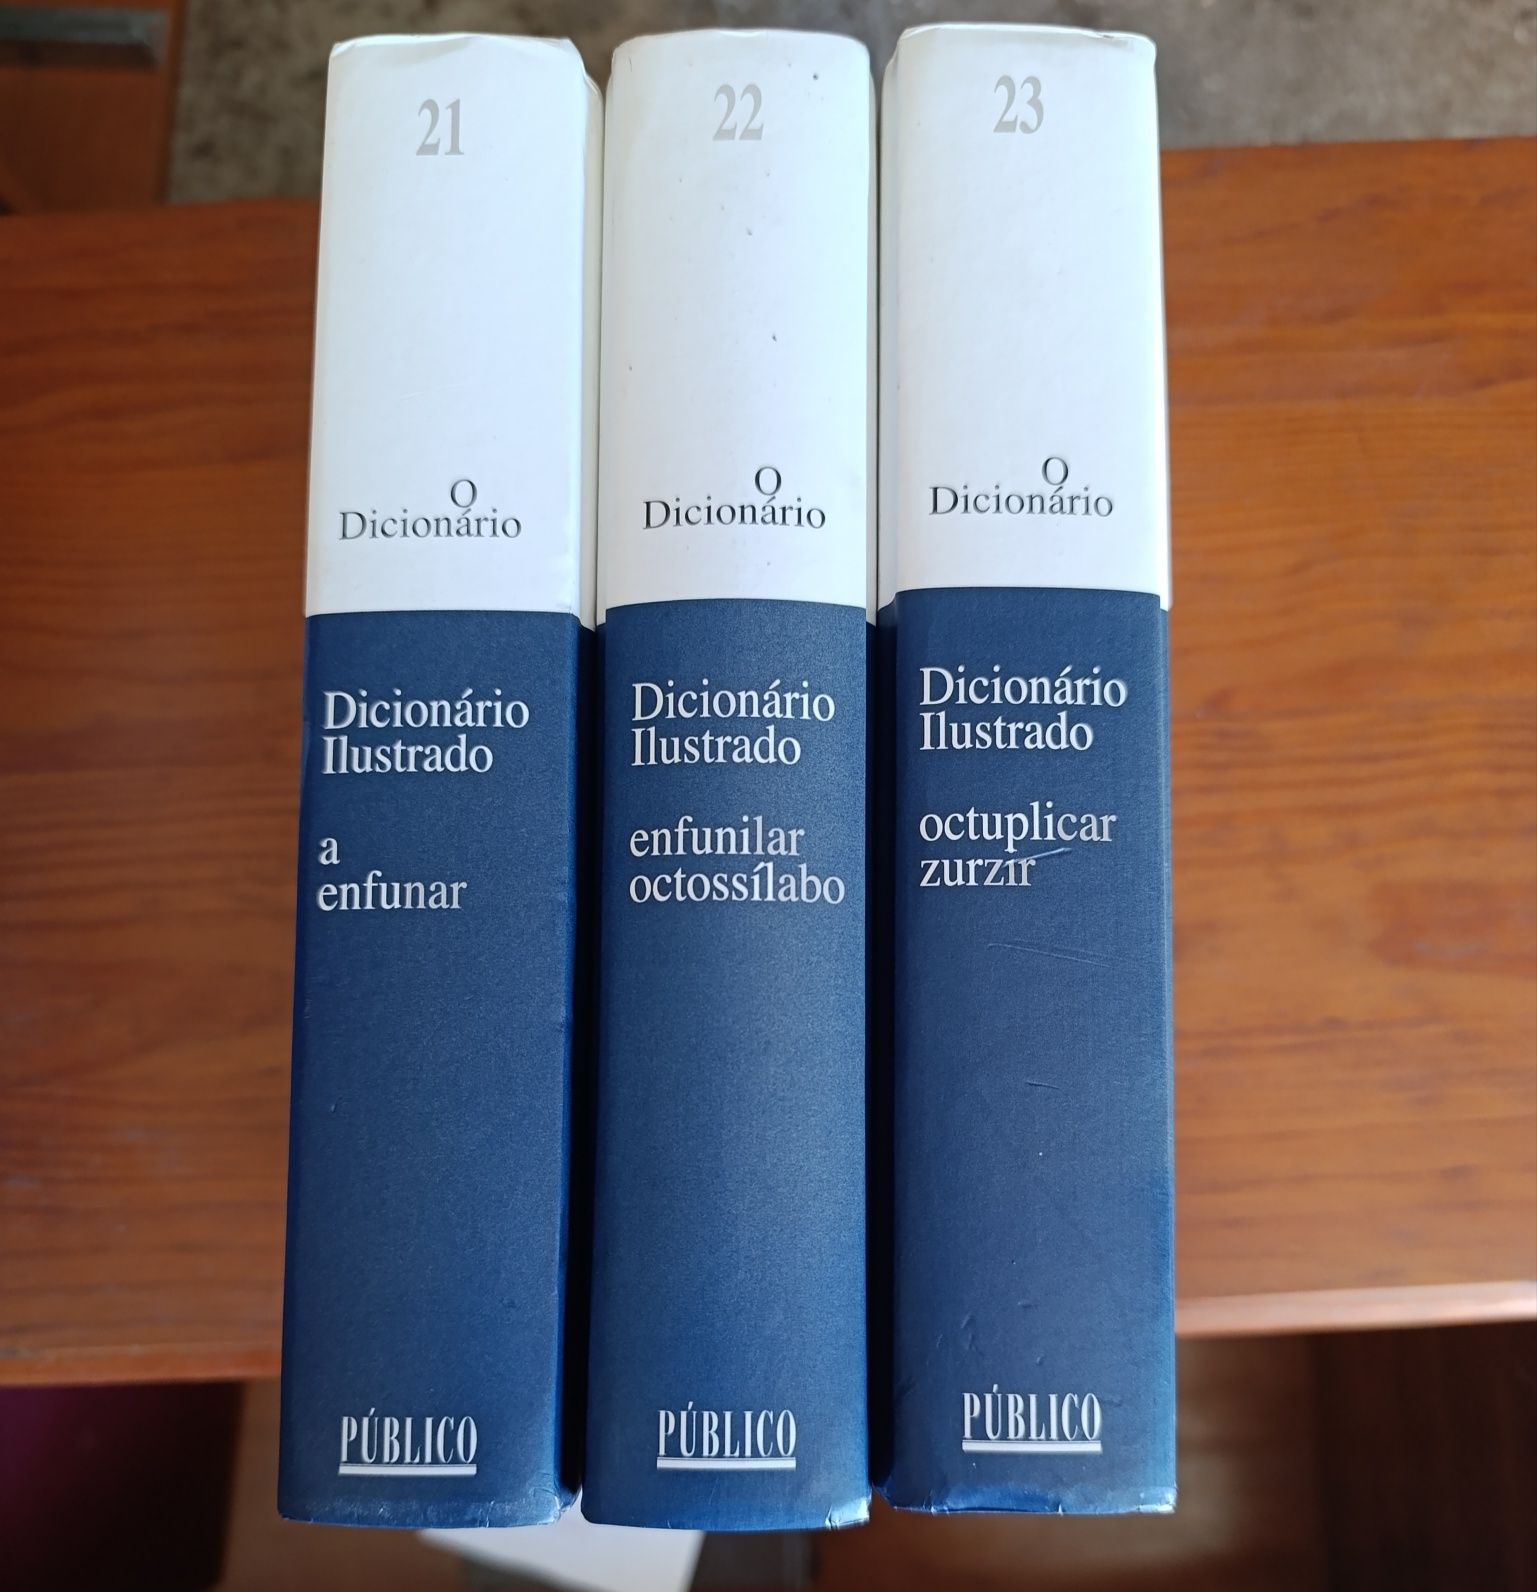 21
O
Dicionário
Dicionário
Ilustrado
a
enfunar
PÚBLICO
22
O
Dicionário
Dicionário
Ilustrado
enfunilar
octossílabo
PÚBLICO
23
O
Dicionário
Dicionário
Ilustrado
octuplicar
zurzir
PÚBLICO